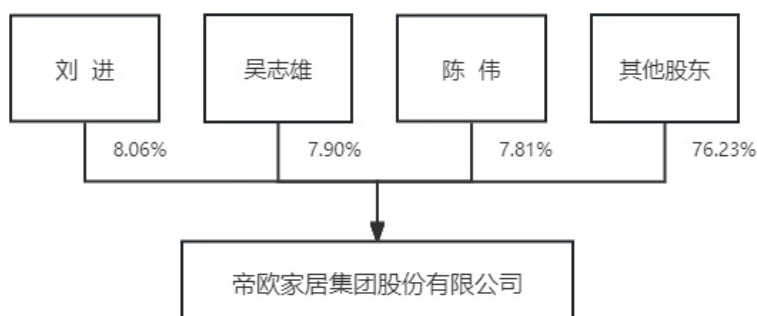 刘 进
吴志雄
陈 伟
其他股东
8.06%
7.90%
7.81%
76.23%
帝欧家居集团股份有限公司